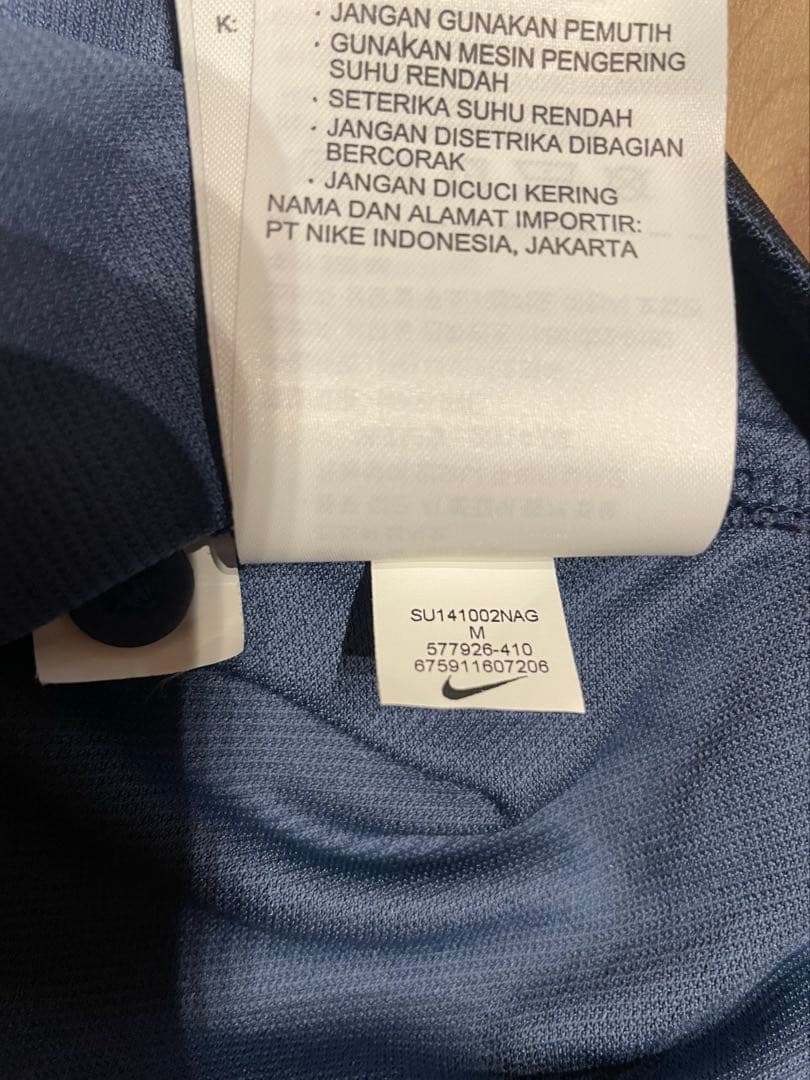 K:
· JANGAN GUNAKAN PEMUTIH
· GUNAKAN MESIN PENGERING
SUHU RENDAH
· SETERIKA SUHU RENDAH
· JANGAN DISETRIKA DIBAGIAN
BERCORAK
· JANGAN DICUCI KERING
NAMA DAN ALAMAT IMPORTIR:
PT NIKE INDONESIA, JAKARTA
SU141002NAG
M
577926-410
675911607206